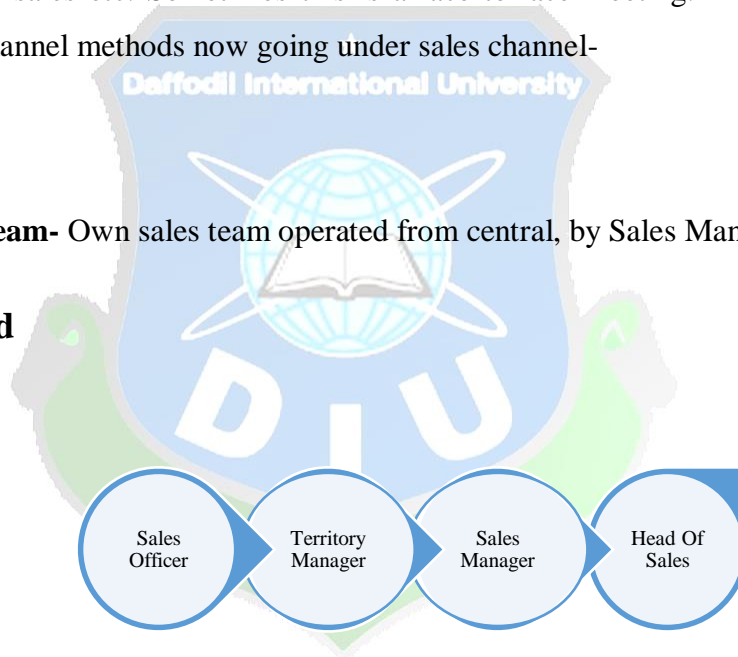 annel methods now going under sales channel-
Daffodil International University
eam- Own sales team operated from central, by Sales Man
d
D I U
Sales
Officer
Territory
Manager
Sales
Manager
Head Of
Sales